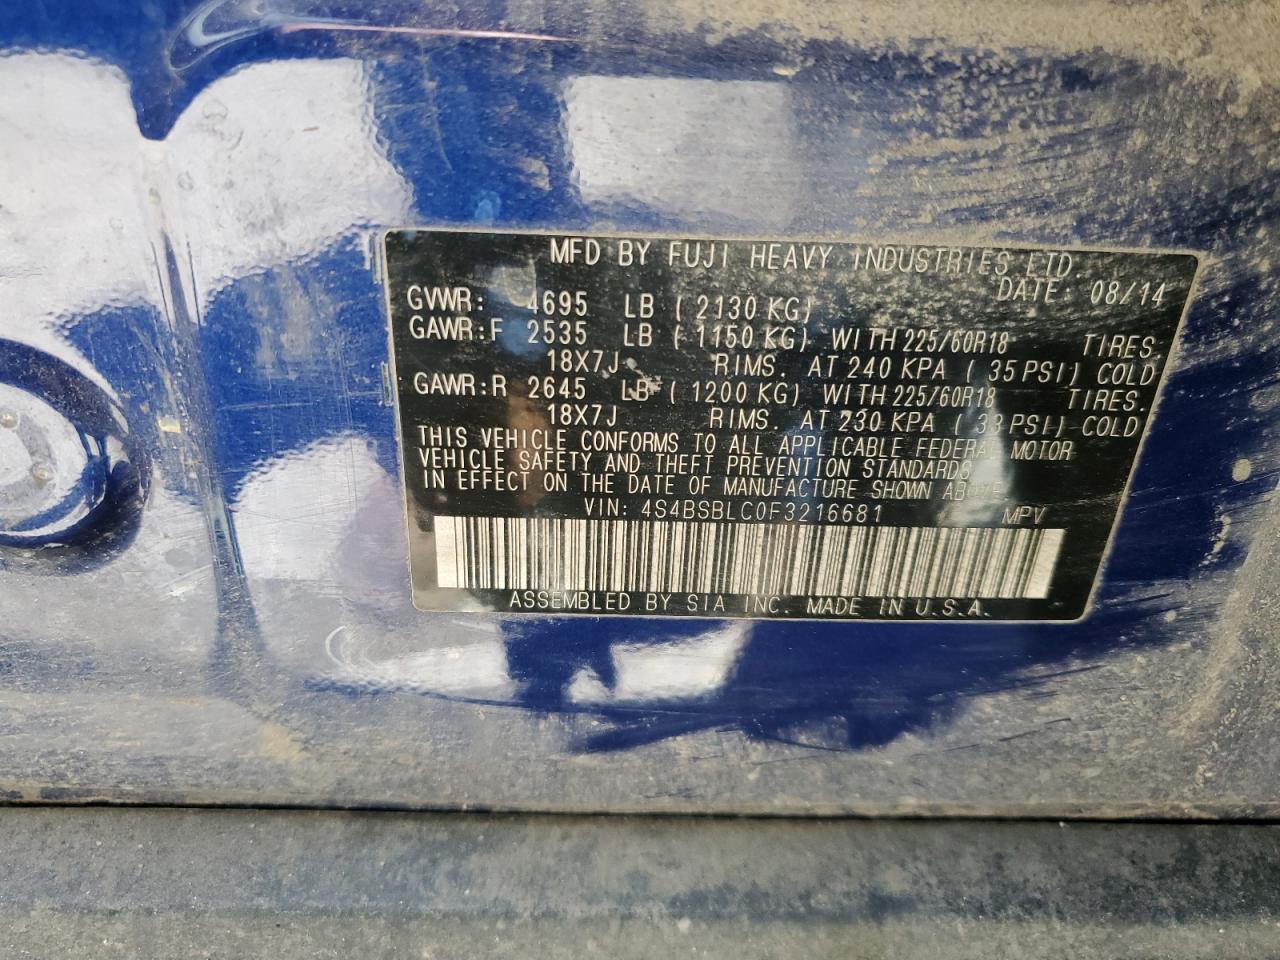 MFD BY FUJI HEAVY INDUSTRIES LTD.
DATE: 08/14
GVWR: 4695 LB ( 2130 KG)
GAWR:F 2535 LB ( 1150 KG) WITH 225/60R18 TIRES.
18X7J RIMS. AT 240 KPA ( 35 PSI) COLD
GAWR:R 2645 LB ( 1200 KG) WITH 225/60R18 TIRES.
18X7J RIMS. AT 230 KPA ( 33 PSI) COLD
THIS VEHICLE CONFORMS TO ALL APPLICABLE FEDERAL MOTOR
VEHICLE SAFETY AND THEFT PREVENTION STANDARDS
IN EFFECT ON THE DATE OF MANUFACTURE SHOWN ABOVE.
VIN: 4S4BSBLC0F3216681 MPV
ASSEMBLED BY SIA INC. MADE IN U.S.A.